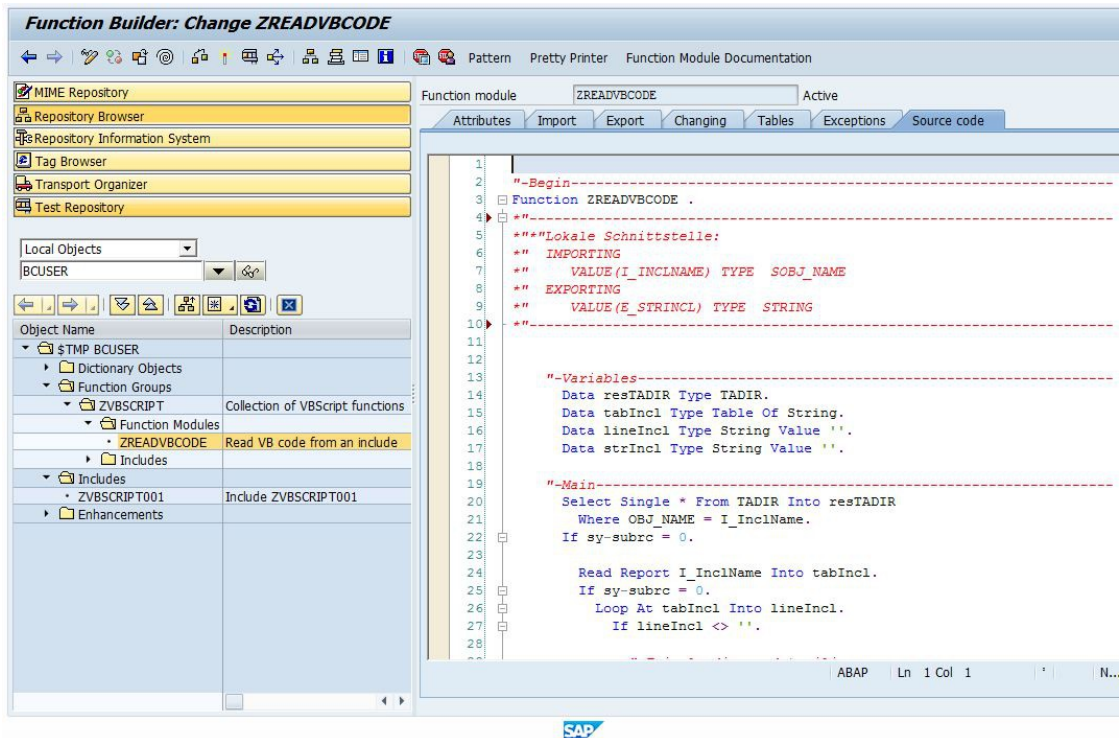 Function Builder: Change ZREADVBCODE
Pattern Pretty Printer Function Module Documentation
MIME Repository
Repository Browser
Repository Information System
Tag Browser
Transport Organizer
Test Repository
Local Objects
BCUSER
Object Name Description
$TMP BCUSER
Dictionary Objects
Function Groups
ZVBSCRIPT Collection of VBScript functions
Function Modules
ZREADVBCODE Read VB code from an include
Includes
Includes
ZVBSCRIPT001 Include ZVBSCRIPT001
Enhancements
Function module ZREADVBCODE Active
Attributes Import Export Changing Tables Exceptions Source code
1
2 "-Begin-----------------------------------------------------------------
3 Function ZREADVBCODE .
4 *"----------------------------------------------------------------------
5 *"*"Lokale Schnittstelle:
6 *" IMPORTING
7 *" VALUE(I_INCLNAME) TYPE SOBJ_NAME
8 *" EXPORTING
9 *" VALUE(E_STRINCL) TYPE STRING
10 *"----------------------------------------------------------------------
11
12
13 "-Variables---------------------------------------------------------
14 Data resTADIR Type TADIR.
15 Data tabIncl Type Table Of String.
16 Data lineIncl Type String Value ''.
17 Data strIncl Type String Value ''.
18
19 "-Main--------------------------------------------------------------
20 Select Single * From TADIR Into resTADIR
21 Where OBJ_NAME = I_InclName.
22 If sy-subrc = 0.
23
24 Read Report I_InclName Into tabIncl.
25 If sy-subrc = 0.
26 Loop At tabIncl Into lineIncl.
27 If lineIncl <> ''.
28
ABAP Ln 1 Col 1 N...
SAP